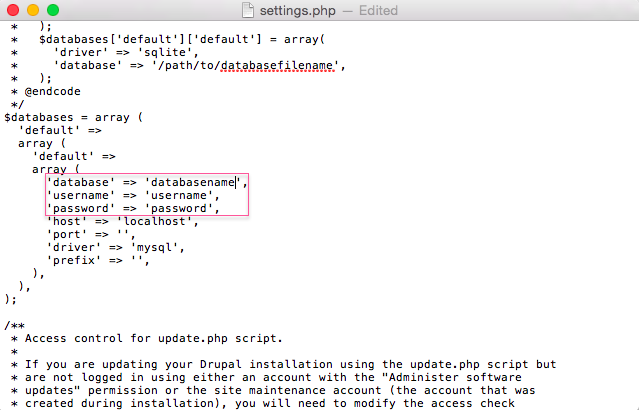 settings.php — Edited
 *   );
 *   $databases['default']['default'] = array(
 *     'driver' => 'sqlite',
 *     'database' => '/path/to/databasefilename',
 *   );
 * @endcode
 */
$databases = array (
  'default' =>
  array (
    'default' =>
    array (
      'database' => 'databasename',
      'username' => 'username',
      'password' => 'password',
      'host' => 'localhost',
      'port' => '',
      'driver' => 'mysql',
      'prefix' => '',
    ),
  ),
);

/**
 * Access control for update.php script.
 *
 * If you are updating your Drupal installation using the update.php script but
 * are not logged in using either an account with the "Administer software
 * updates" permission or the site maintenance account (the account that was
 * created during installation), you will need to modify the access check